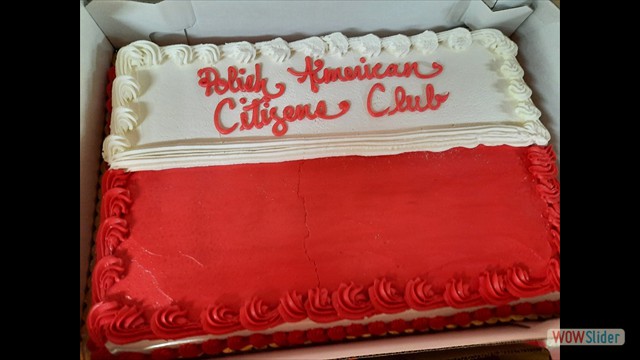 Polish American
Citizens Club
WOWSlider